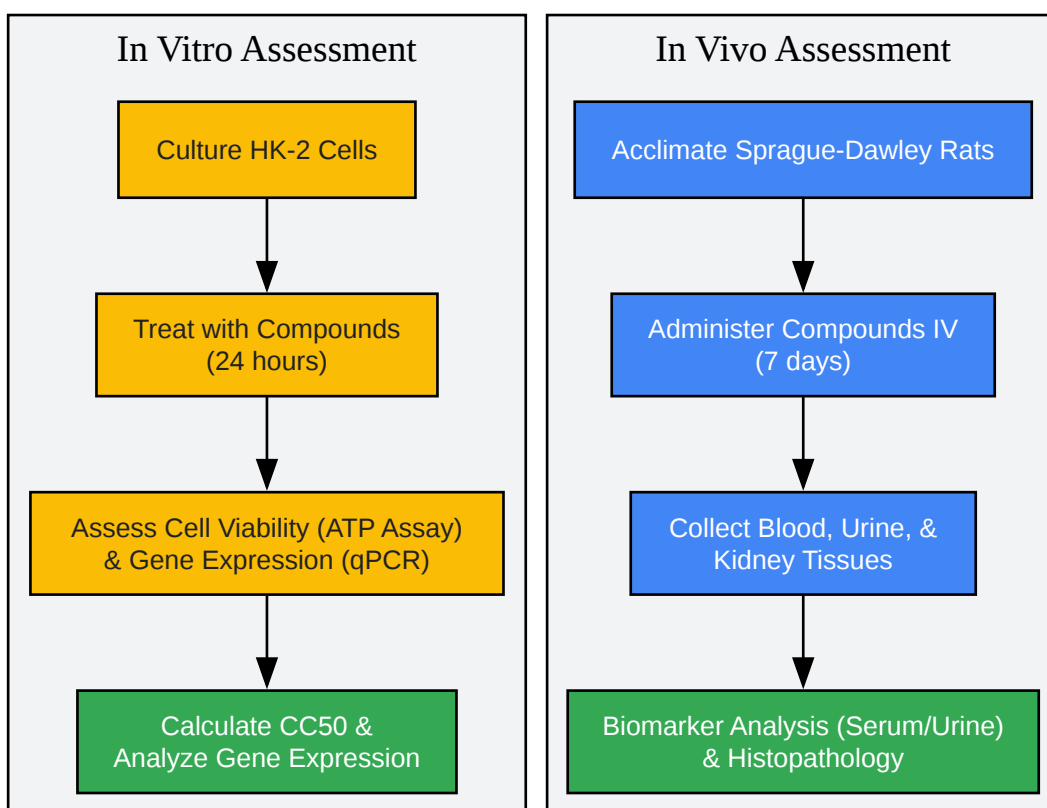 In Vitro Assessment
Culture HK-2 Cells
Treat with Compounds
(24 hours)
Assess Cell Viability (ATP Assay)
& Gene Expression (qPCR)
Calculate CC50 &
Analyze Gene Expression
In Vivo Assessment
Acclimate Sprague-Dawley Rats
Administer Compounds IV
(7 days)
Collect Blood, Urine, &
Kidney Tissues
Biomarker Analysis (Serum/Urine)
& Histopathology